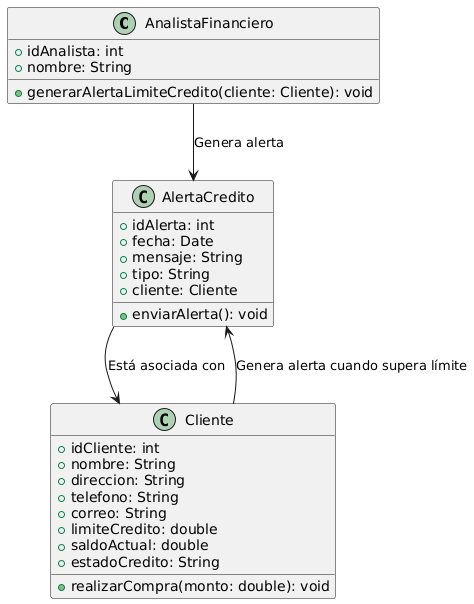 C AnalistaFinanciero
idAnalista: int
nombre: String
generarAlertaLimiteCredito(cliente: Cliente): void
Genera alerta
C AlertaCredito
idAlerta: int
fecha: Date
mensaje: String
tipo: String
cliente: Cliente
enviarAlerta(): void
Está asociada con
Genera alerta cuando supera límite
C Cliente
idCliente: int
nombre: String
direccion: String
telefono: String
correo: String
limiteCredito: double
saldoActual: double
estadoCredito: String
realizarCompra(monto: double): void